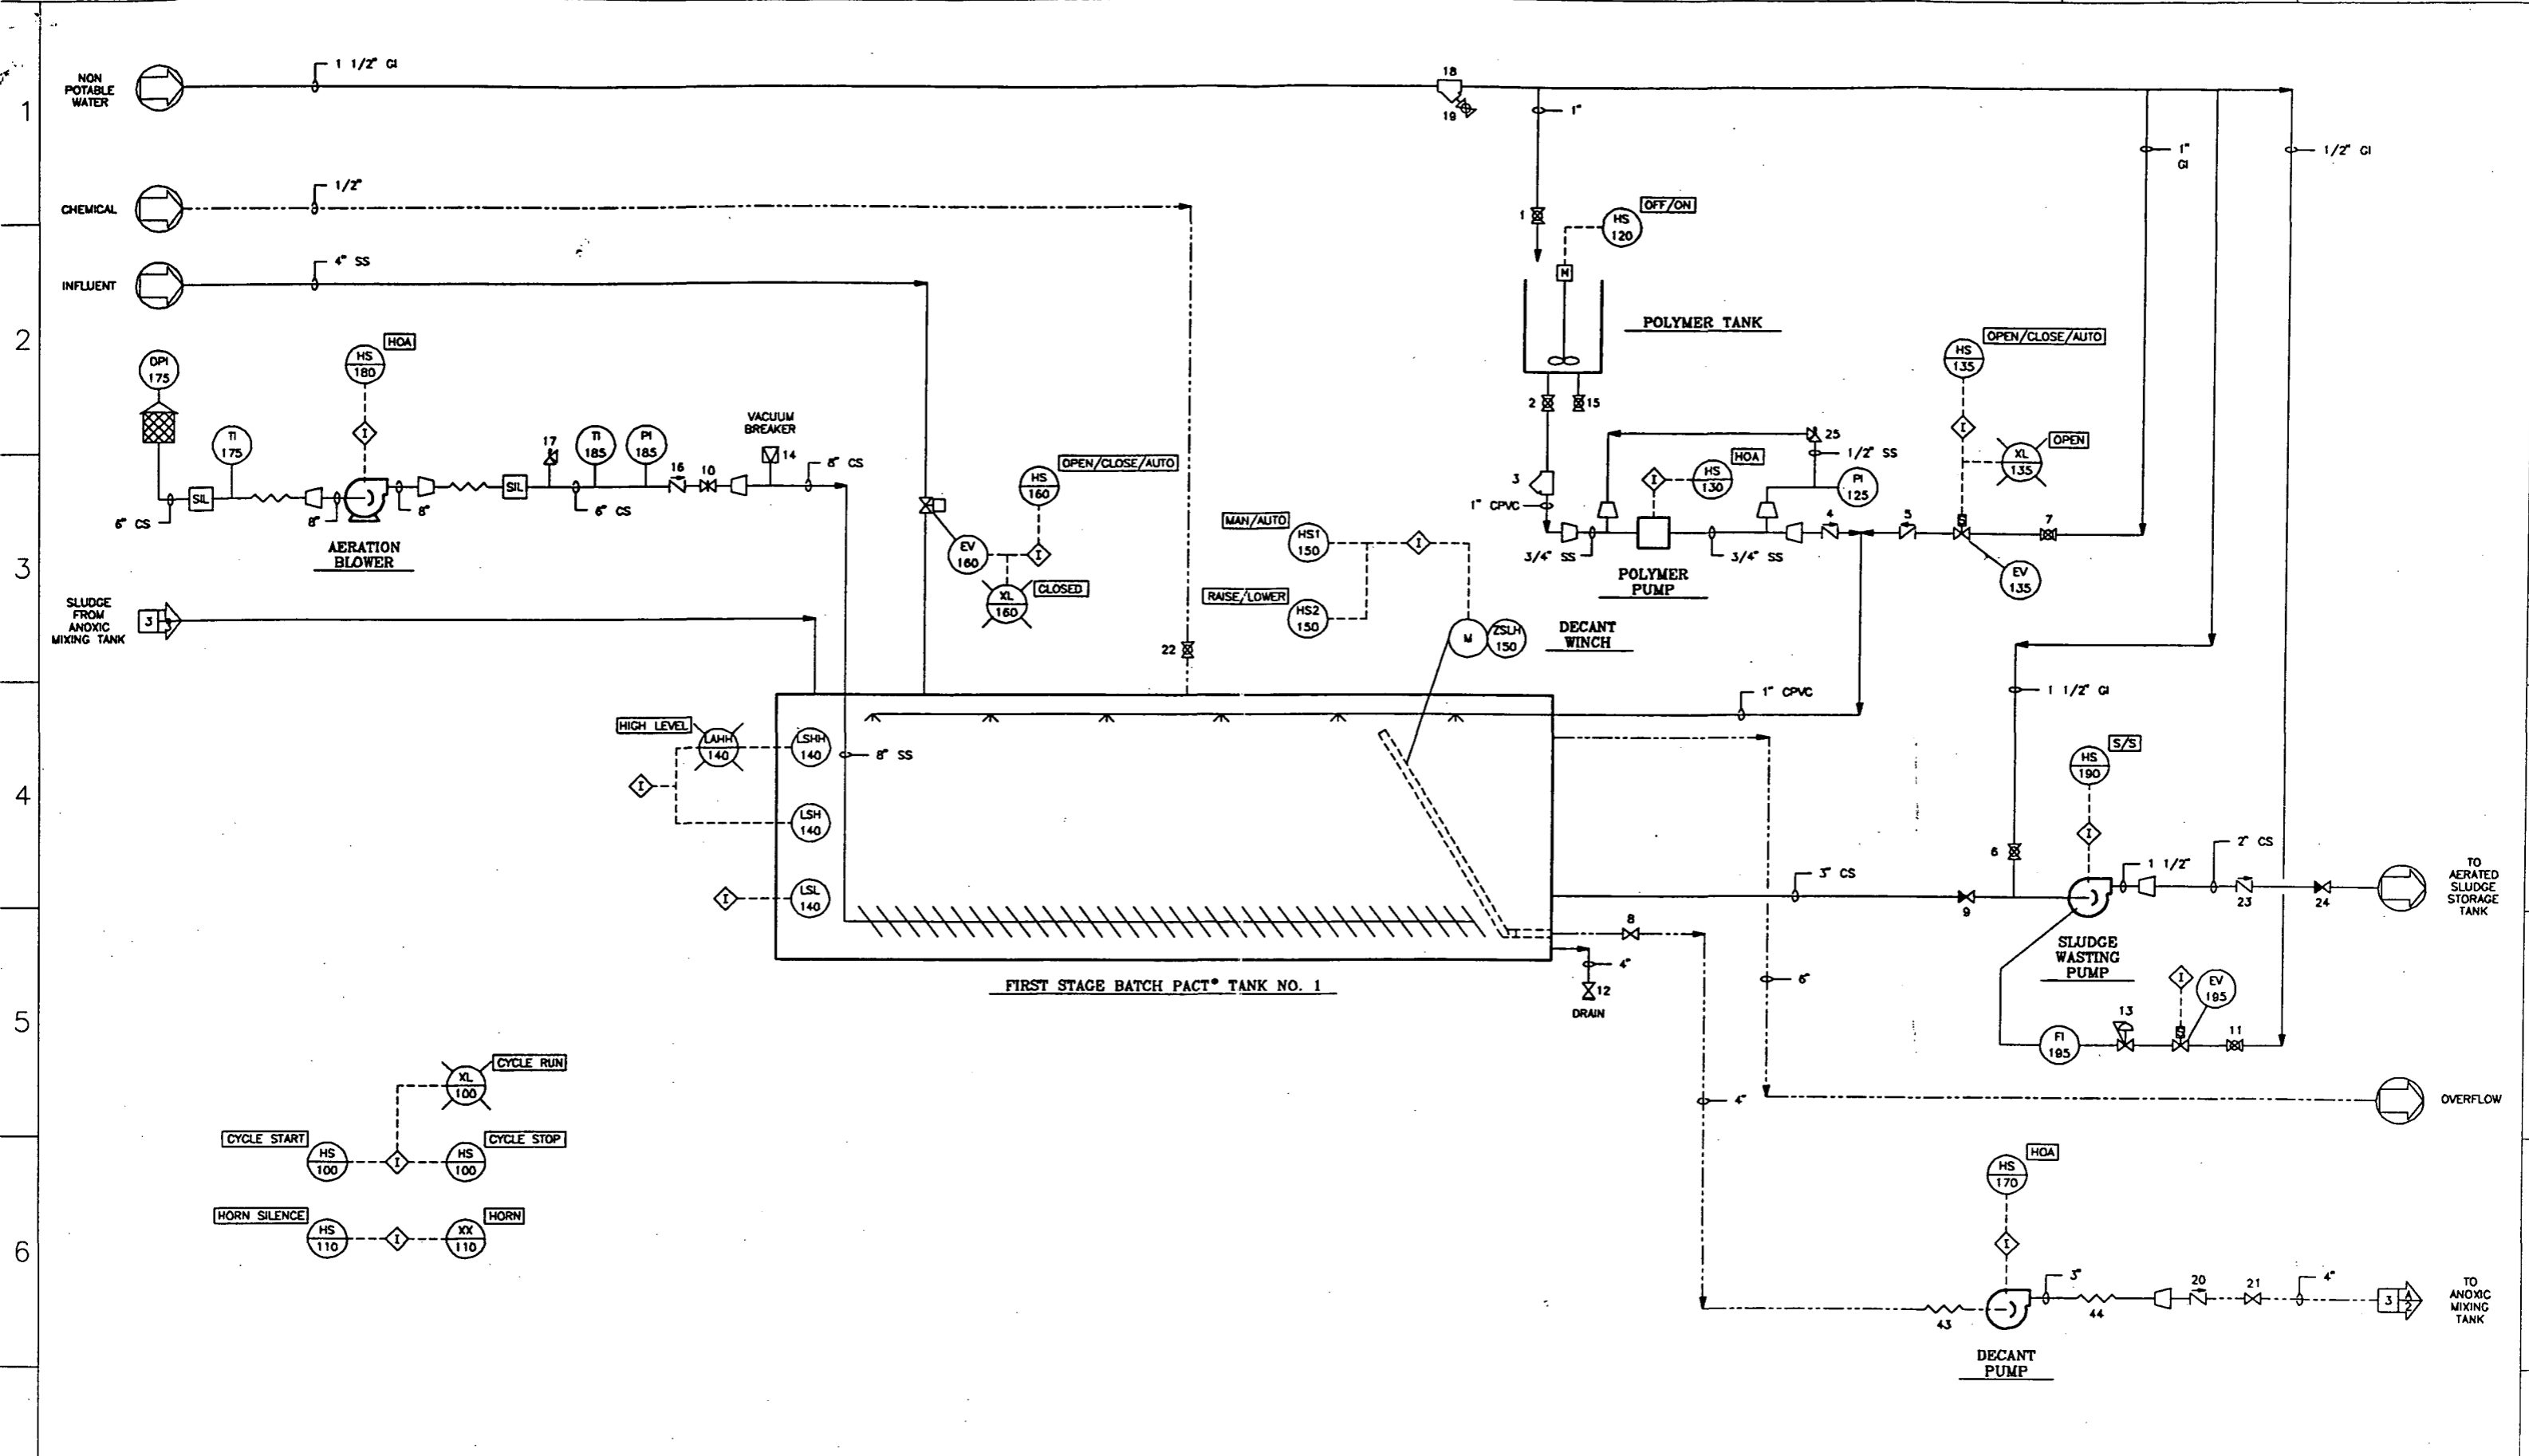 1
2
3
4
5
6
NON
POTABLE
WATER
1 1/2" GI
18
19
1"
1"
GI
1/2" GI
CHEMICAL
1/2"
INFLUENT
4" SS
1
HS
120
OFF/ON
M
POLYMER TANK
2
15
DPI
175
HS
180
HOA
I
TI
175
6" CS
SIL
8"
8"
AERATION
BLOWER
SIL
17
6" CS
TI
185
PI
185
16
10
VACUUM
BREAKER
14
8" CS
HS
160
OPEN/CLOSE/AUTO
EV
160
I
XL
160
CLOSED
3
1" CPVC
3/4" SS
I
HS
130
HOA
POLYMER
PUMP
3/4" SS
25
1/2" SS
PI
125
4
5
HS
135
OPEN/CLOSE/AUTO
I
XL
135
OPEN
S
EV
135
7
MAN/AUTO
HS1
150
I
RAISE/LOWER
HS2
150
M
ZSLH
150
DECANT
WINCH
SLUDGE
FROM
ANOXIC
MIXING TANK
3
22
1" CPVC
1 1/2" GI
HIGH LEVEL
LAHH
140
LSHH
140
I
LSH
140
I
LSL
140
8" SS
FIRST STAGE BATCH PACT® TANK NO. 1
8
4"
12
DRAIN
3" CS
9
6
HS
190
S/S
I
1 1/2"
2" CS
23
24
TO
AERATED
SLUDGE
STORAGE
TANK
SLUDGE
WASTING
PUMP
FI
195
13
I
S
EV
195
11
6"
4"
OVERFLOW
XL
100
CYCLE RUN
CYCLE START
HS
100
I
HS
100
CYCLE STOP
HORN SILENCE
HS
110
I
XX
110
HORN
HS
170
HOA
I
43
DECANT
PUMP
3"
44
20
21
4"
3
A
2
TO
ANOXIC
MIXING
TANK